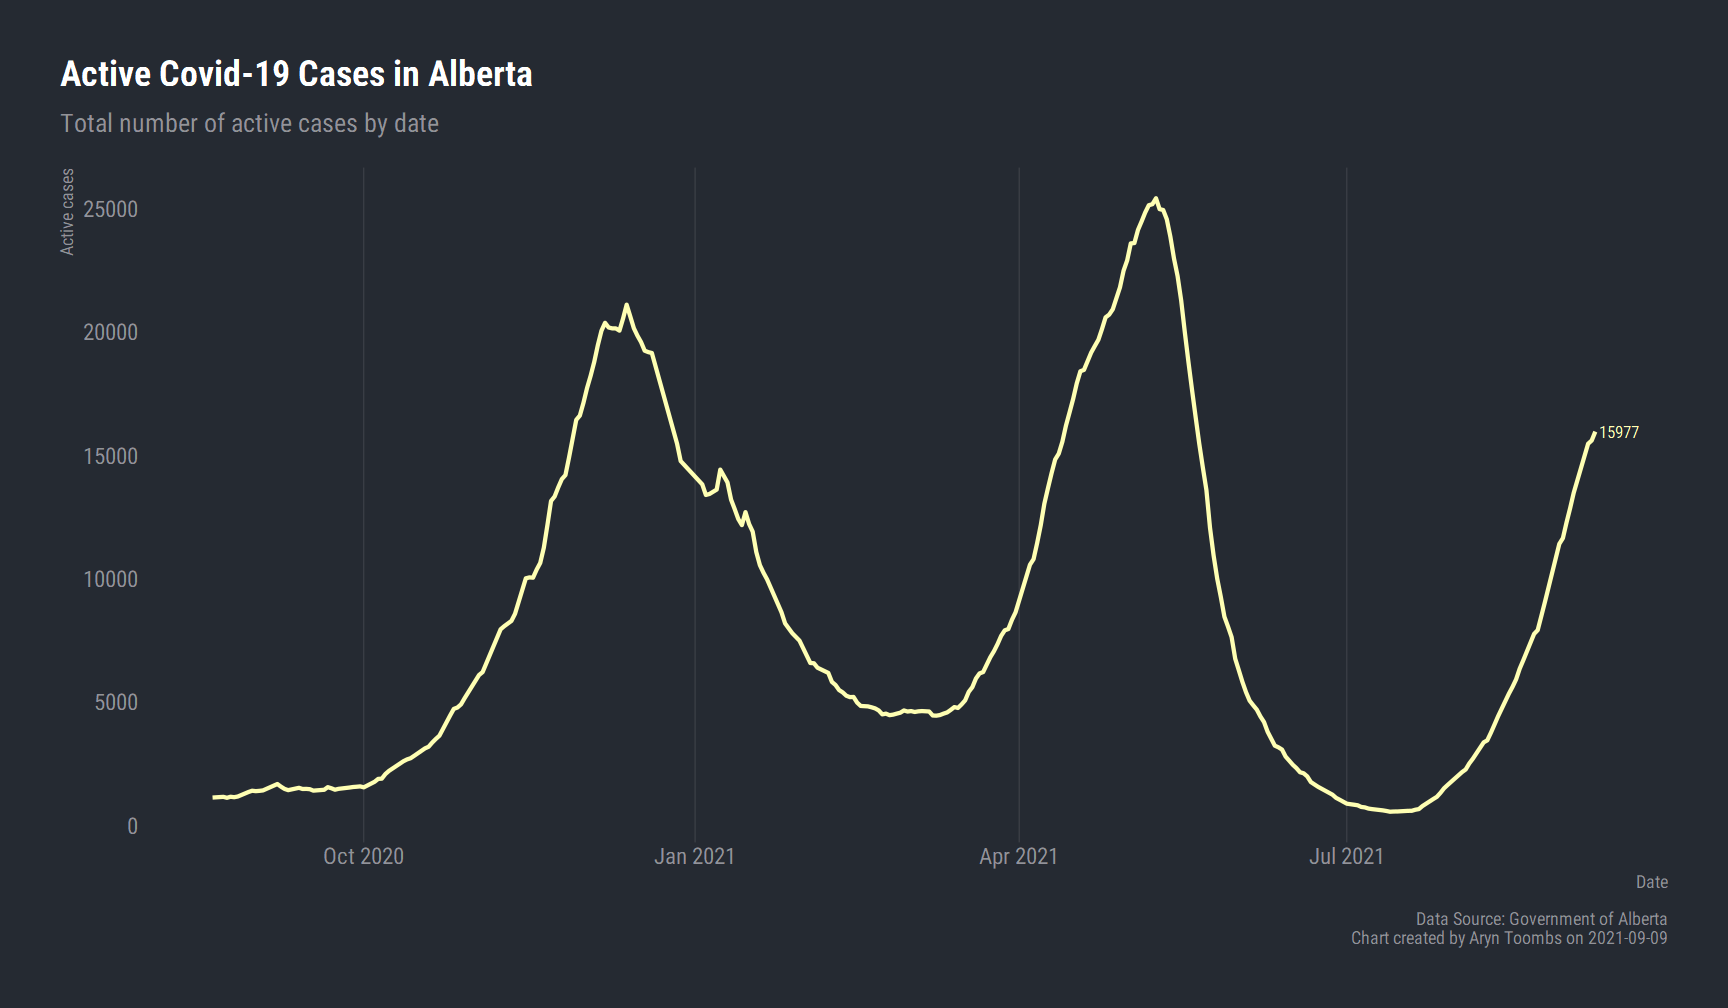 Active Covid-19 Cases in Alberta
Total number of active cases by date
Active cases
25000
20000
15000
10000
5000
0
15977
Oct 2020
Jan 2021
Apr 2021
Jul 2021
Date
Data Source: Government of Alberta
Chart created by Aryn Toombs on 2021-09-09